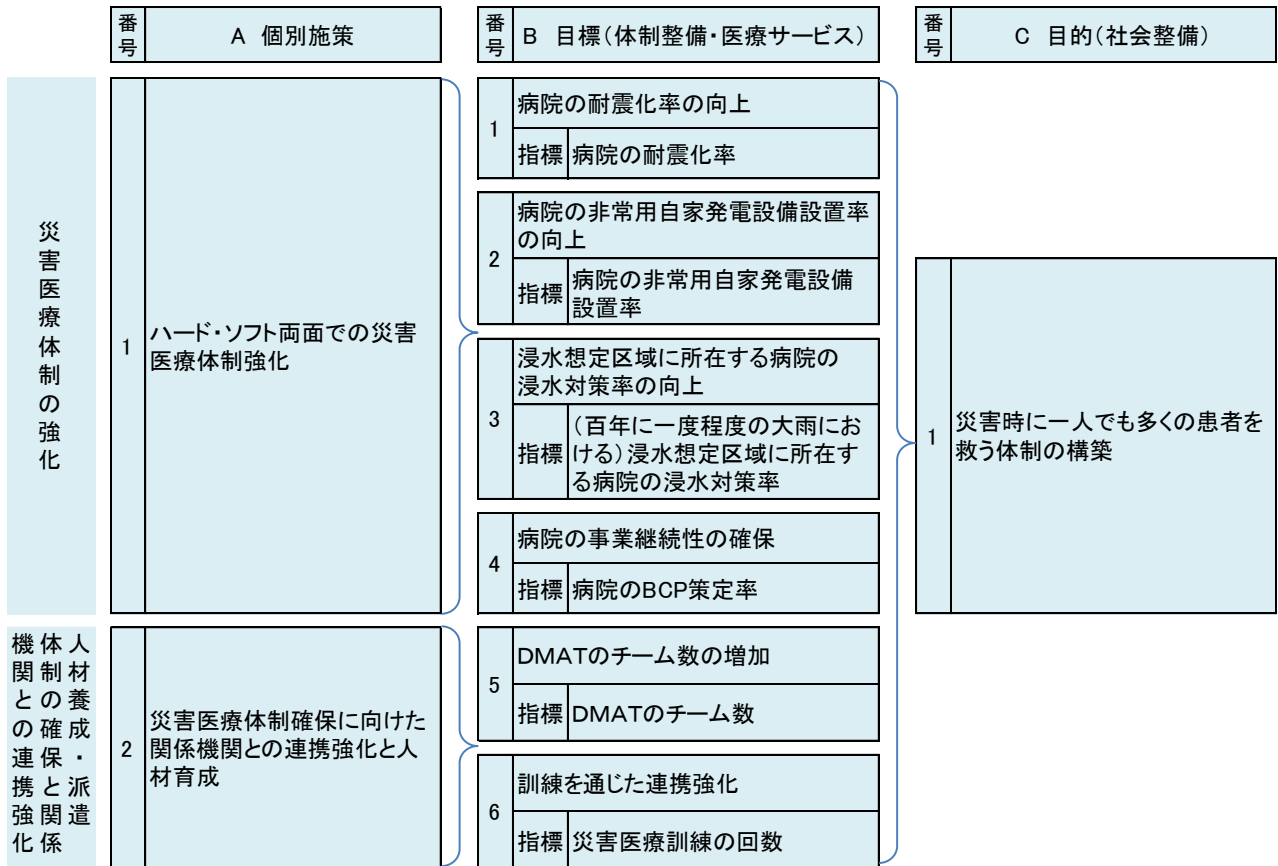 番号
A 個別施策
番号
B 目標(体制整備・医療サービス)
番号
C 目的(社会整備)
災害医療体制の強化
1
ハード・ソフト両面での災害
医療体制強化
1
病院の耐震化率の向上
指標
病院の耐震化率
2
病院の非常用自家発電設備設置率
の向上
指標
病院の非常用自家発電設備
設置率
3
浸水想定区域に所在する病院の
浸水対策率の向上
指標
(百年に一度程度の大雨にお
ける)浸水想定区域に所在す
る病院の浸水対策率
4
病院の事業継続性の確保
指標
病院のBCP策定率
1
災害時に一人でも多くの患者を
救う体制の構築
人材養成・派遣
体制の確保と関係
機関との連携強化
2
災害医療体制確保に向けた
関係機関との連携強化と人
材育成
5
DMATのチーム数の増加
指標
DMATのチーム数
6
訓練を通じた連携強化
指標
災害医療訓練の回数